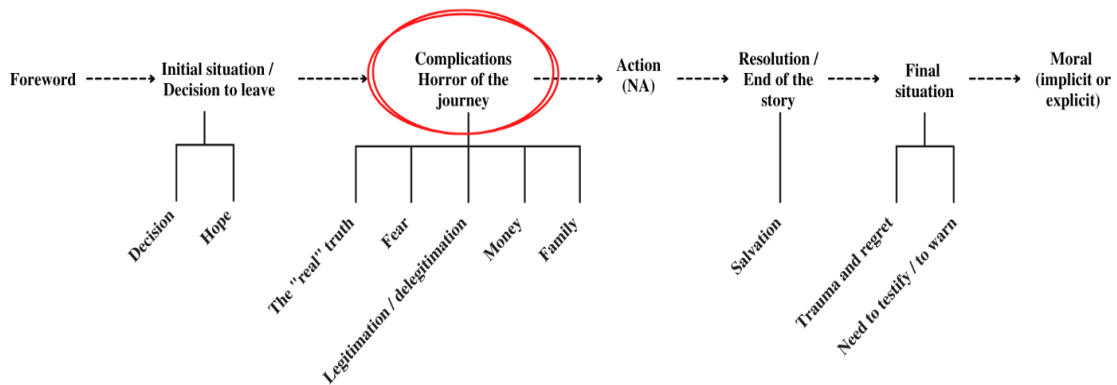 Foreword
Initial situation /
Decision to leave
Complications
Horror of the
journey
Action
(NA)
Resolution /
End of the
story
Final
situation
Moral
(implicit or
explicit)
Decision
Hope
The "real" truth
Fear
Legitimation / delegitimation
Money
Family
Salvation
Trauma and regret
Need to testify / to warn